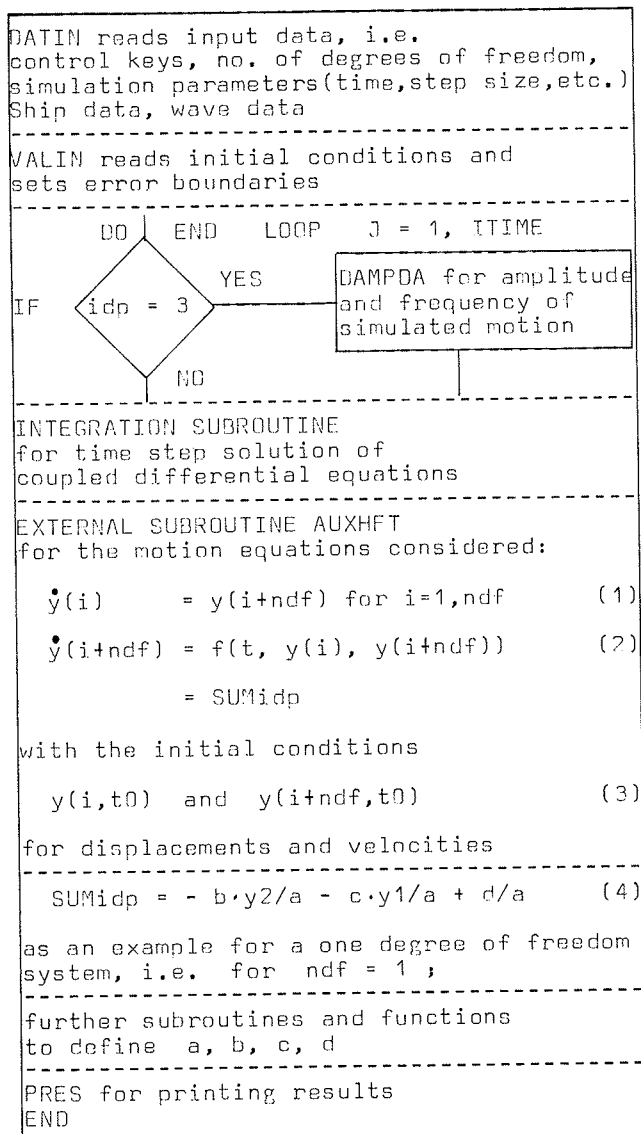 DATIN reads input data, i.e.
control keys, no. of degrees of freedom,
simulation parameters(time,step size,etc.)
Ship data, wave data
VALIN reads initial conditions and
sets error boundaries
DO END LOOP J = 1, ITIME
YES
IF idp = 3
DAMPDA for amplitude
and frequency of
simulated motion
NO
INTEGRATION SUBROUTINE
for time step solution of
coupled differential equations
EXTERNAL SUBROUTINE AUXHFT
for the motion equations considered:
ẏ(i) = y(i+ndf) for i=1,ndf (1)
ẏ(i+ndf) = f(t, y(i), y(i+ndf)) (2)
= SUMidp
with the initial conditions
y(i,t0) and y(i+ndf,t0) (3)
for displacements and velocities
SUMidp = - b·y2/a - c·y1/a + d/a (4)
as an example for a one degree of freedom
system, i.e. for ndf = 1 ;
further subroutines and functions
to define a, b, c, d
PRES for printing results
END